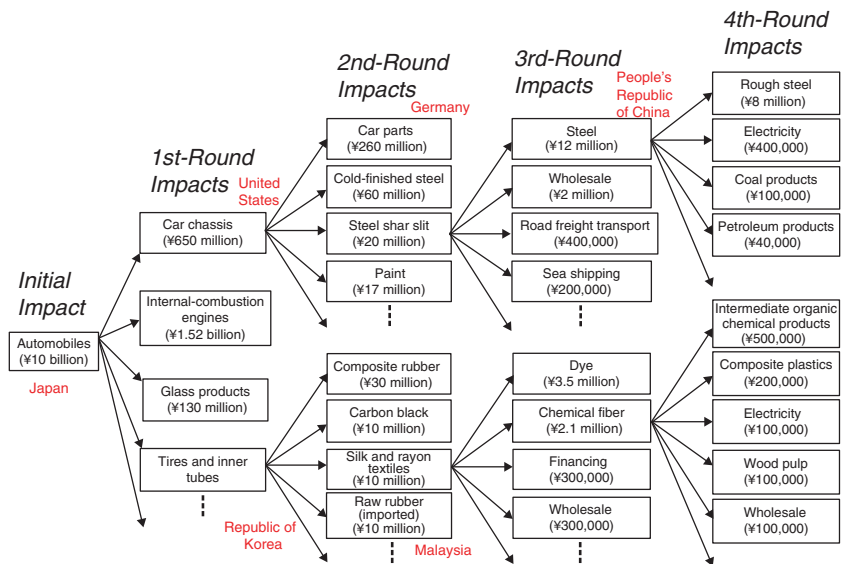 4th-Round
Impacts
3rd-Round
Impacts
2nd-Round
Impacts
1st-Round
Impacts
Initial
Impact
Automobiles
(¥10 billion)
Japan
Car chassis
(¥650 million)
United
States
Internal-combustion
engines
(¥1.52 billion)
Glass products
(¥130 million)
Tires and inner
tubes
Republic of
Korea
Germany
Car parts
(¥260 million)
Cold-finished steel
(¥60 million)
Steel shar slit
(¥20 million)
Paint
(¥17 million)
Composite rubber
(¥30 million)
Carbon black
(¥10 million)
Silk and rayon
textiles
(¥10 million)
Raw rubber
(imported)
(¥10 million)
Malaysia
People's
Republic
of China
Steel
(¥12 million)
Wholesale
(¥2 million)
Road freight transport
(¥400,000)
Sea shipping
(¥200,000)
Dye
(¥3.5 million)
Chemical fiber
(¥2.1 million)
Financing
(¥300,000)
Wholesale
(¥300,000)
Rough steel
(¥8 million)
Electricity
(¥400,000)
Coal products
(¥100,000)
Petroleum products
(¥40,000)
Intermediate organic
chemical products
(¥500,000)
Composite plastics
(¥200,000)
Electricity
(¥100,000)
Wood pulp
(¥100,000)
Wholesale
(¥100,000)